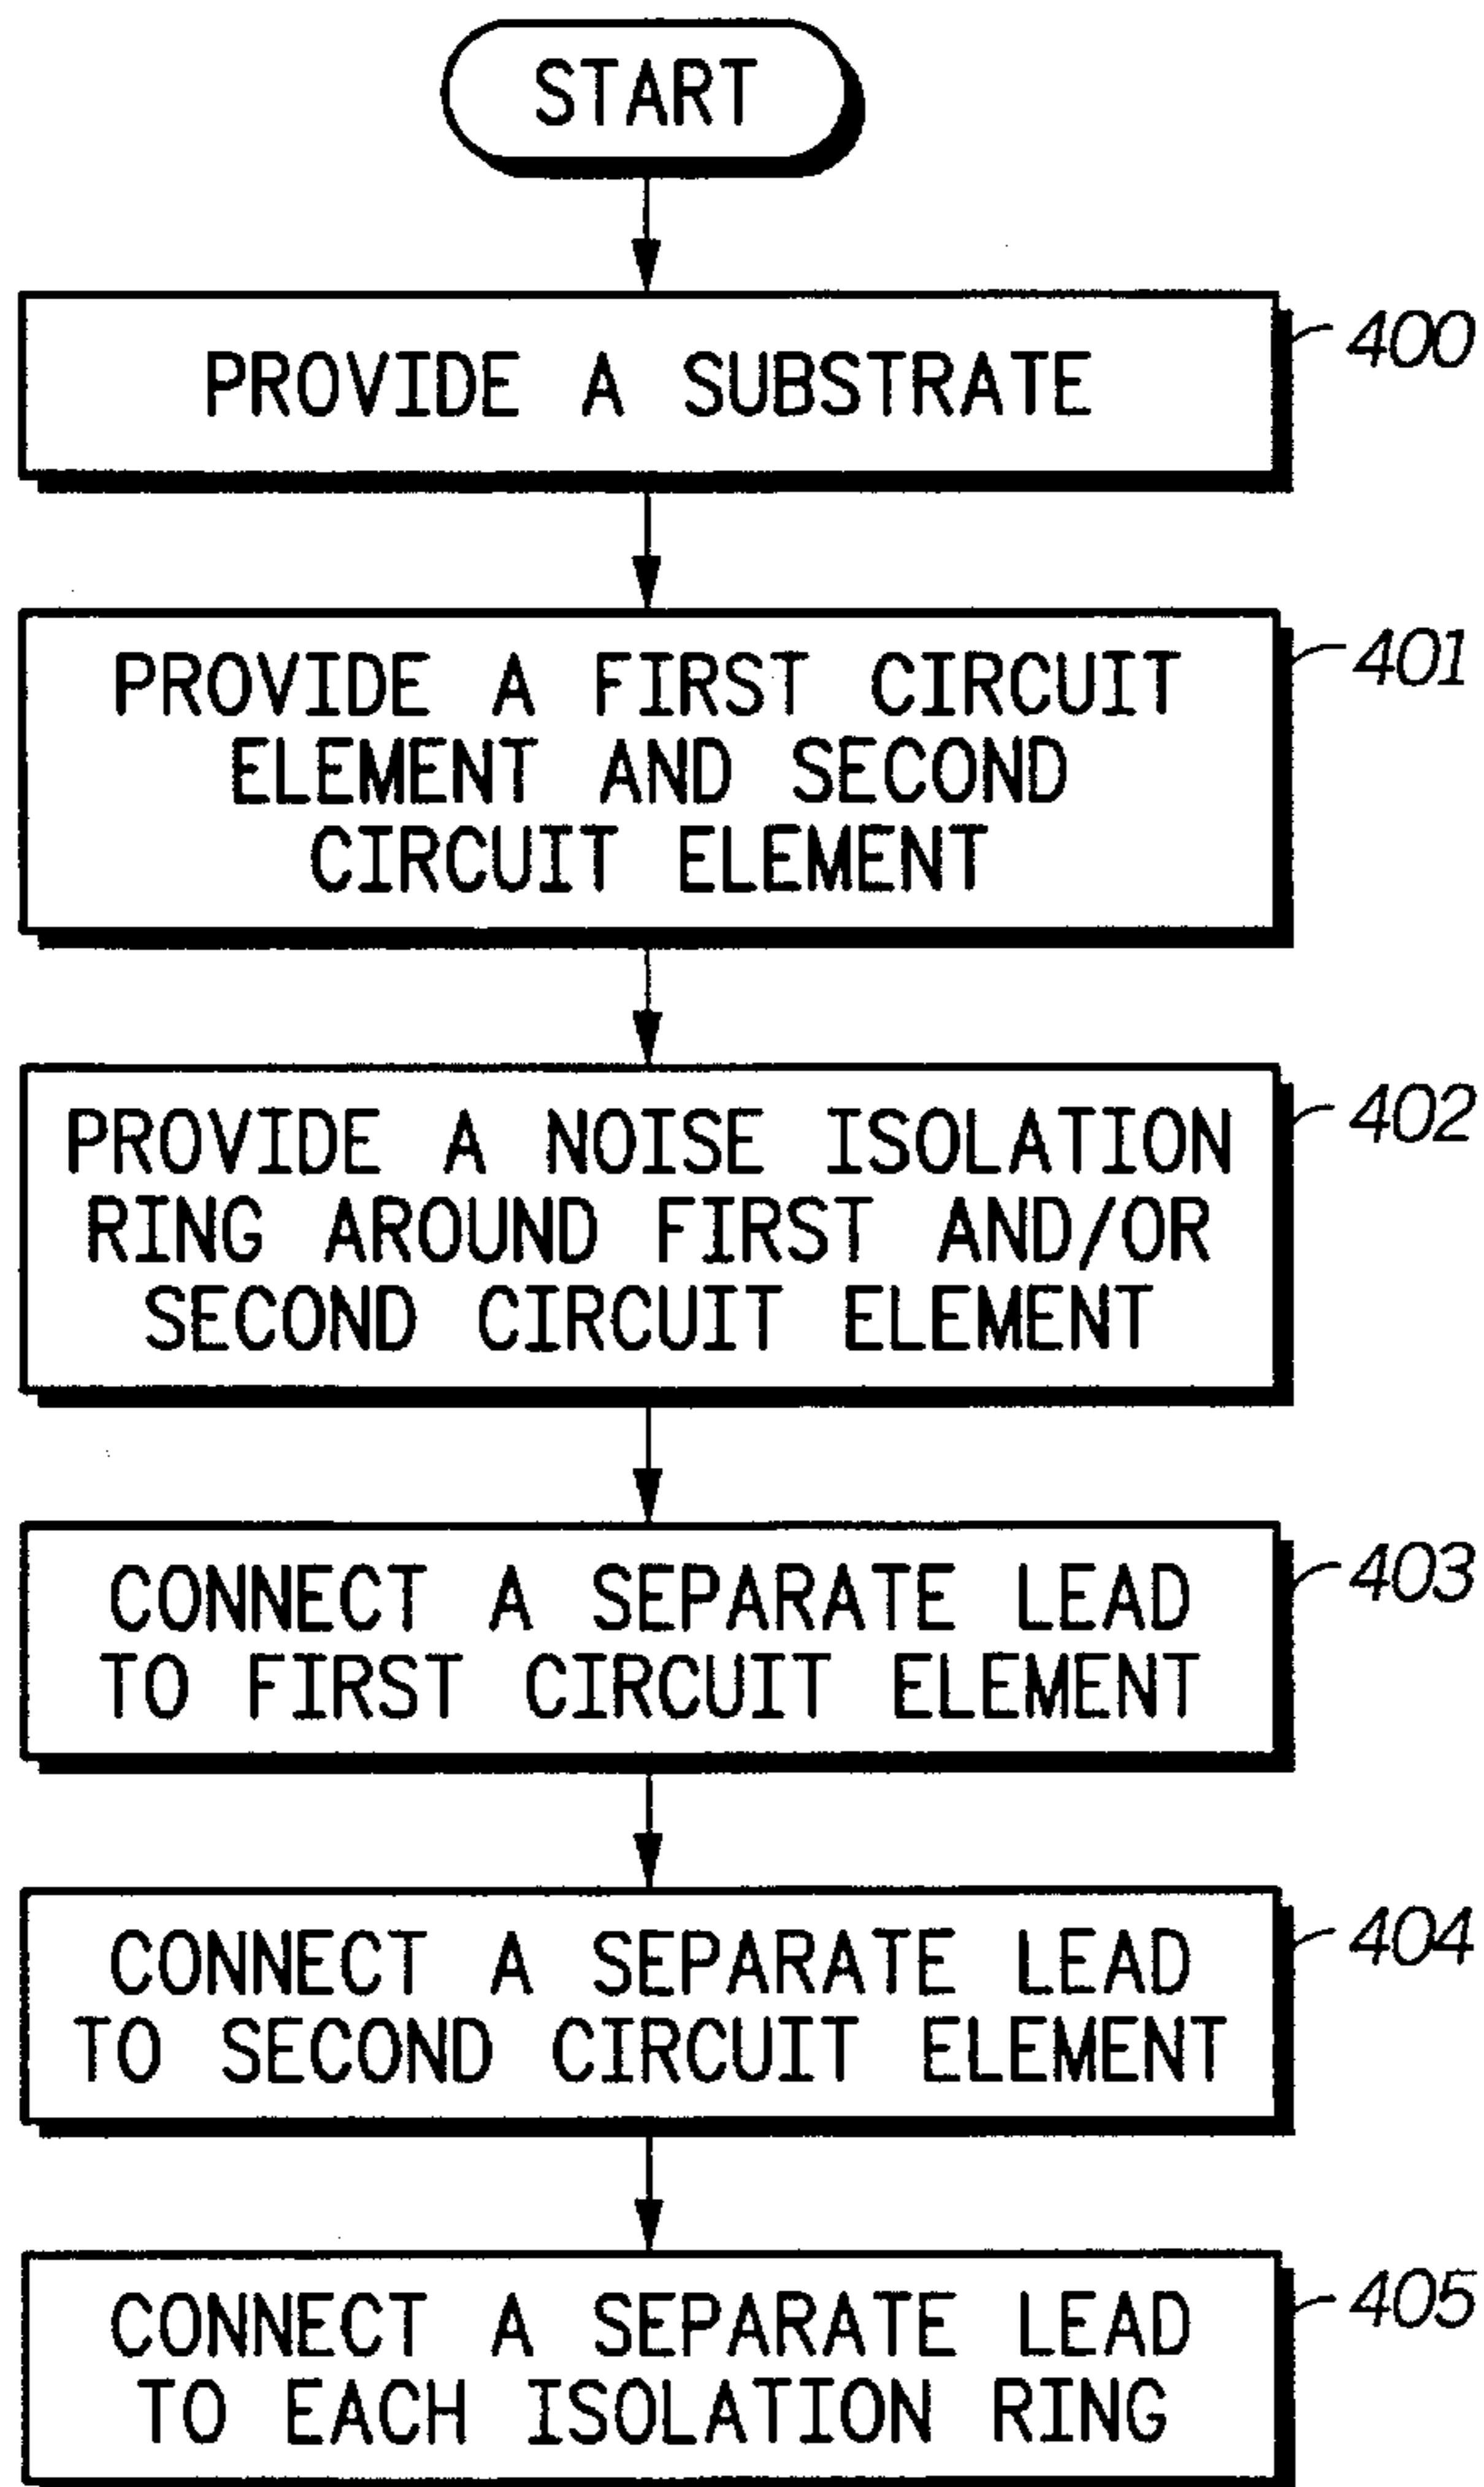 START
PROVIDE A SUBSTRATE
400
PROVIDE A FIRST CIRCUIT
ELEMENT AND SECOND
CIRCUIT ELEMENT
401
PROVIDE A NOISE ISOLATION
RING AROUND FIRST AND/OR
SECOND CIRCUIT ELEMENT
402
CONNECT A SEPARATE LEAD
TO FIRST CIRCUIT ELEMENT
403
CONNECT A SEPARATE LEAD
TO SECOND CIRCUIT ELEMENT
404
CONNECT A SEPARATE LEAD
TO EACH ISOLATION RING
405